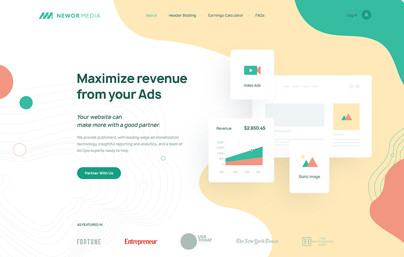 NEWOR MEDIA
About
Header Bidding
Earnings Calculator
FAQs
Log In
Maximize revenue
from your Ads
Your website can
make more with a good partner.
We provide publishers, with leading-edge ad monetization
technology, insightful reporting and analytics, and a team of
Ad Ops experts ready to help.
Partner With Us
Video Ads
Revenue
$2,650.45
Static Image
AS FEATURED IN
FORTUNE
Entrepreneur
USA
TODAY
The New York Times